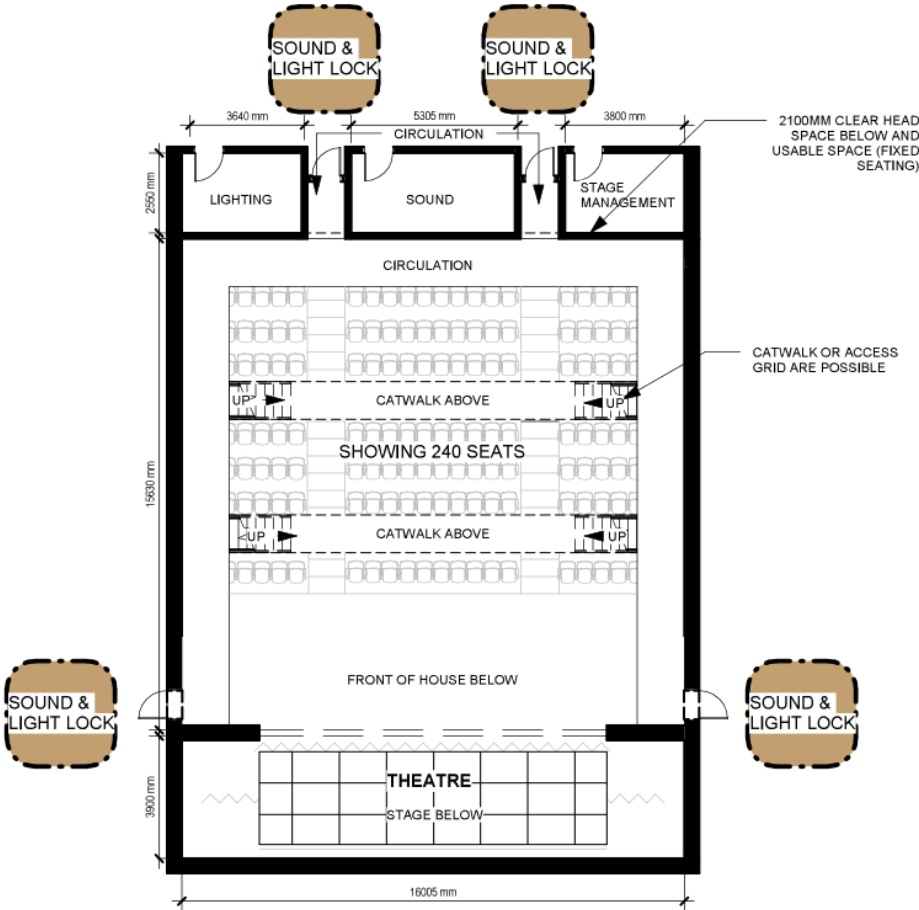 SOUND &
LIGHT LOCK
SOUND &
LIGHT LOCK
3640 mm
5305 mm
3800 mm
CIRCULATION
2100MM CLEAR HEAD
SPACE BELOW AND
USABLE SPACE (FIXED
SEATING)
2550 mm
LIGHTING
SOUND
STAGE
MANAGEMENT
CIRCULATION
CATWALK OR ACCESS
GRID ARE POSSIBLE
UP
CATWALK ABOVE
UP
SHOWING 240 SEATS
15630 mm
UP
CATWALK ABOVE
UP
FRONT OF HOUSE BELOW
SOUND &
LIGHT LOCK
SOUND &
LIGHT LOCK
THEATRE
STAGE BELOW
3900 mm
16005 mm